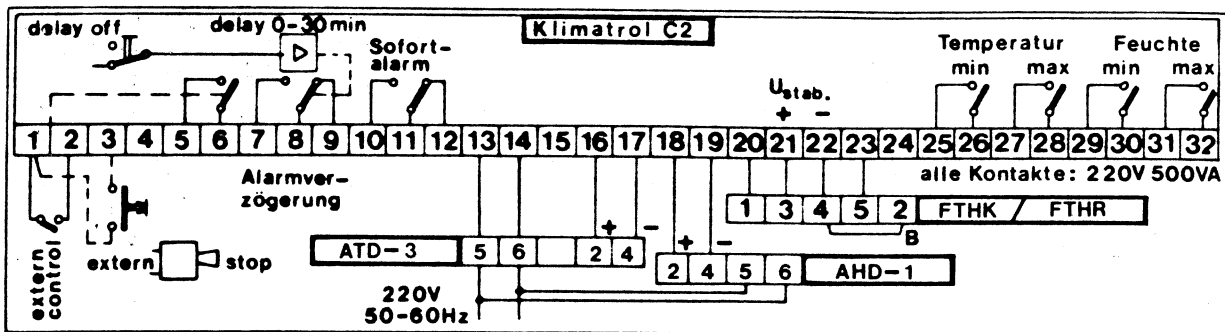 Klimatrol C2
delay off
delay 0-30 min
Sofort-
alarm
Temperatur
min max
Feuchte
min max
Ustab.
+ -
1 2 3 4 5 6 7 8 9 10 11 12 13 14 15 16 17 18 19 20 21 22 23 24 25 26 27 28 29 30 31 32
alle Kontakte: 220V 500VA
Alarmver-
zögerung
1 3 4 5 2 FTHK / FTHR
B
+ -
ATD-3 5 6 2 4
+ -
2 4 5 6 AHD-1
extern
control
extern stop
220V
50-60Hz